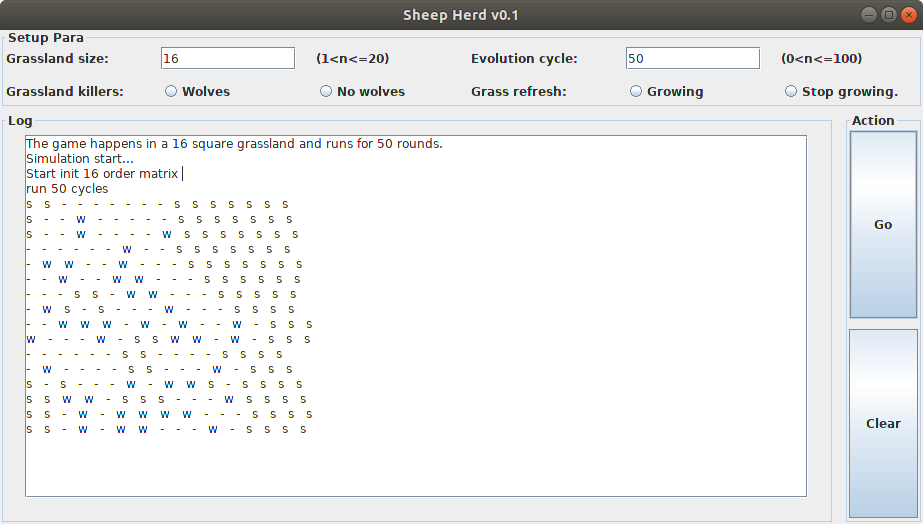 Sheep Herd v0.1
Setup Para
Grassland size: 16 (1<n<=20) Evolution cycle: 50 (0<n<=100)
Grassland killers: Wolves No wolves Grass refresh: Growing Stop growing.
Log
The game happens in a 16 square grassland and runs for 50 rounds.
Simulation start...
Start init 16 order matrix
run 50 cycles
s s - - - - - - - s s s s s s s
s - - w - - - - - s s s s s s s
s - - w - - - - w s s s s s s s
- - - - - - w - - s s s s s s s
- w w - - w - - - s s s s s s s
- - w - - w w - - - s s s s s s
- - - s s - w w - - - s s s s s
- w s - s - - - w - - - s s s s
- - w w w - w - w - - w - s s s
w - - - w - s s w w - w - s s s
- - - - - - s s - - - - s s s s
- w - - - - s s - - - w - s s s
s - s - - - w - w w s - s s s s
s s w w - s s s - - - w s s s s
s s - w - w w w w - - - s s s s
s s - w - w w - - - w - s s s s
Action
Go
Clear